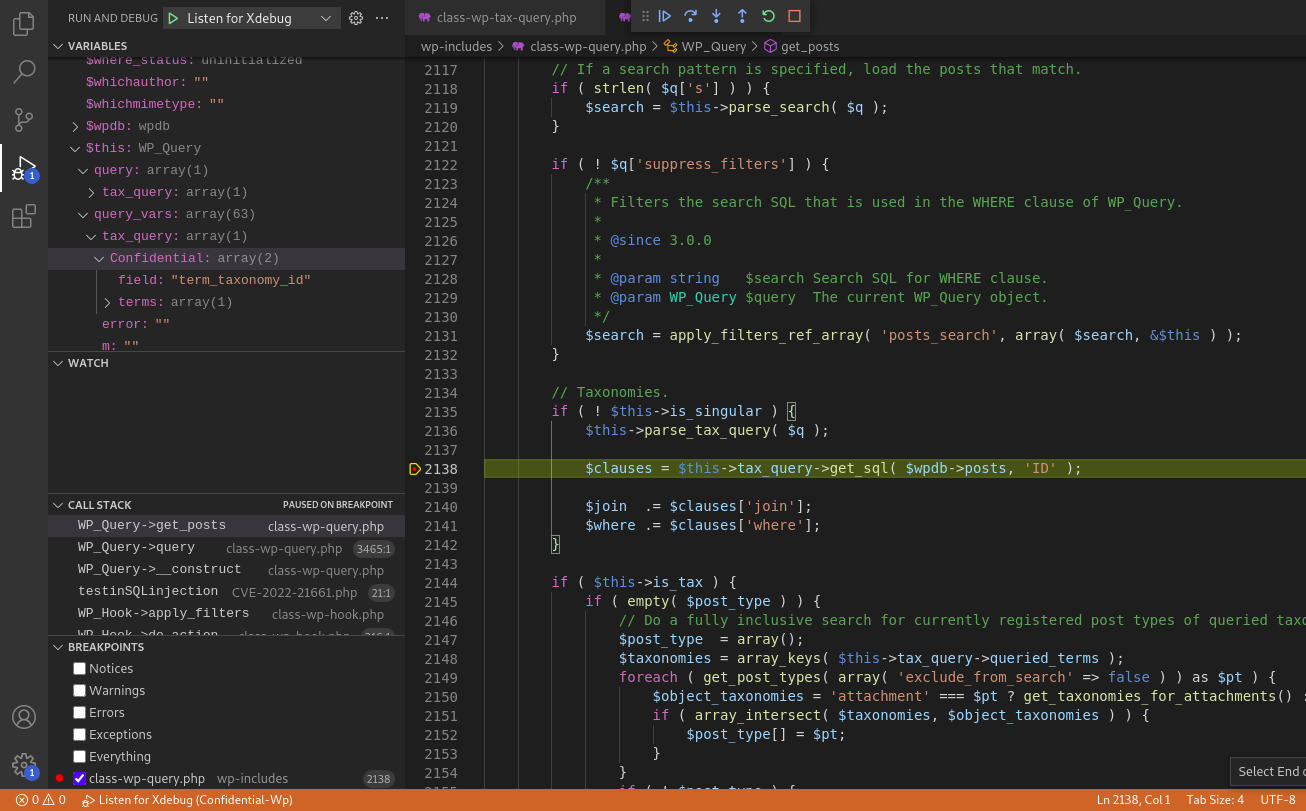 RUN AND DEBUG Listen for Xdebug
VARIABLES
$where_status: uninitialized
$whichauthor: ""
$whichmimetype: ""
$wpdb: wpdb
$this: WP_Query
query: array(1)
tax_query: array(1)
query_vars: array(63)
tax_query: array(1)
Confidential: array(2)
field: "term_taxonomy_id"
terms: array(1)
error: ""
m: ""
WATCH
CALL STACK PAUSED ON BREAKPOINT
WP_Query->get_posts class-wp-query.php
WP_Query->query class-wp-query.php 3465:1
WP_Query->__construct class-wp-query.php
testinSQLinjection CVE-2022-21661.php 21:1
WP_Hook->apply_filters class-wp-hook.php
WP_Hook->do_action class-wp-hook.php
BREAKPOINTS
Notices
Warnings
Errors
Exceptions
Everything
class-wp-query.php wp-includes 2138
1
1
class-wp-tax-query.php
wp-includes > class-wp-query.php > WP_Query > get_posts
2117 // If a search pattern is specified, load the posts that match.
2118 if ( strlen( $q['s'] ) ) {
2119 $search = $this->parse_search( $q );
2120 }
2121
2122 if ( ! $q['suppress_filters'] ) {
2123 /**
2124 * Filters the search SQL that is used in the WHERE clause of WP_Query.
2125 *
2126 * @since 3.0.0
2127 *
2128 * @param string   $search Search SQL for WHERE clause.
2129 * @param WP_Query $query  The current WP_Query object.
2130 */
2131 $search = apply_filters_ref_array( 'posts_search', array( $search, &$this ) );
2132 }
2133
2134 // Taxonomies.
2135 if ( ! $this->is_singular ) {
2136 $this->parse_tax_query( $q );
2137
2138 $clauses = $this->tax_query->get_sql( $wpdb->posts, 'ID' );
2139
2140 $join  .= $clauses['join'];
2141 $where .= $clauses['where'];
2142 }
2143
2144 if ( $this->is_tax ) {
2145 if ( empty( $post_type ) ) {
2146 // Do a fully inclusive search for currently registered post types of queried
2147 $post_type  = array();
2148 $taxonomies = array_keys( $this->tax_query->queried_terms );
2149 foreach ( get_post_types( array( 'exclude_from_search' => false ) ) as $pt ) {
2150 $object_taxonomies = 'attachment' === $pt ? get_taxonomies_for_attachments()
2151 if ( array_intersect( $taxonomies, $object_taxonomies ) ) {
2152 $post_type[] = $pt;
2153 }
2154 }
Select End
0 0 Listen for Xdebug (Confidential-Wp) Ln 2138, Col 1 Tab Size: 4 UTF-8